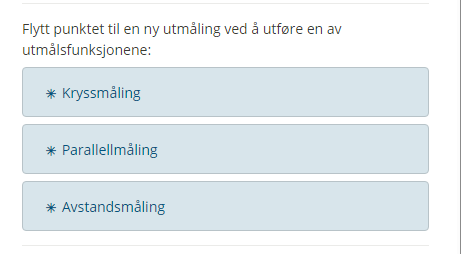 Flytt punktet til en ny utmåling ved å utføre en av
utmålsfunksjonene:
✳ Kryssmåling
✳ Parallellmåling
✳ Avstandsmåling